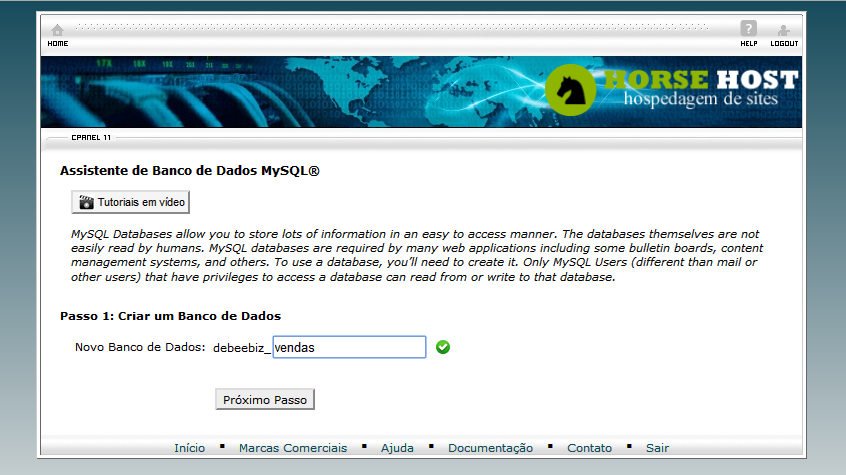 HOME
HELP
LOGOUT
17X 18X 19X
HORSE HOST
hospedagem de sites
CPANEL 11
Assistente de Banco de Dados MySQL®
Tutoriais em vídeo
MySQL Databases allow you to store lots of information in an easy to access manner. The databases themselves are not
easily read by humans. MySQL databases are required by many web applications including some bulletin boards, content
management systems, and others. To use a database, you'll need to create it. Only MySQL Users (different than mail or
other users) that have privileges to access a database can read from or write to that database.
Passo 1: Criar um Banco de Dados
Novo Banco de Dados: debeebiz_vendas
Próximo Passo
Início ▪ Marcas Comerciais ▪ Ajuda ▪ Documentação ▪ Contato ▪ Sair